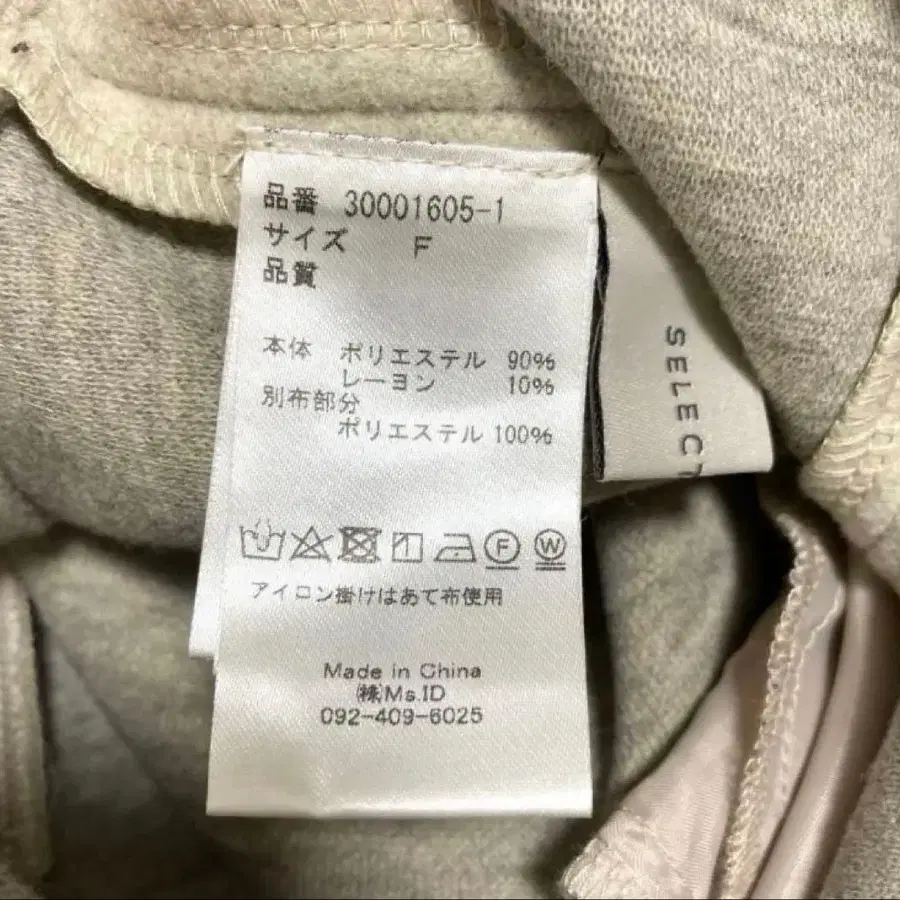 品番 30001605-1
サイズ F
品質
本体 ポリエステル 90%
レーヨン 10%
別布部分
ポリエステル 100%
F W
アイロン掛けはあて布使用
Made in China
㈱Ms.ID
092-409-6025
SELECT